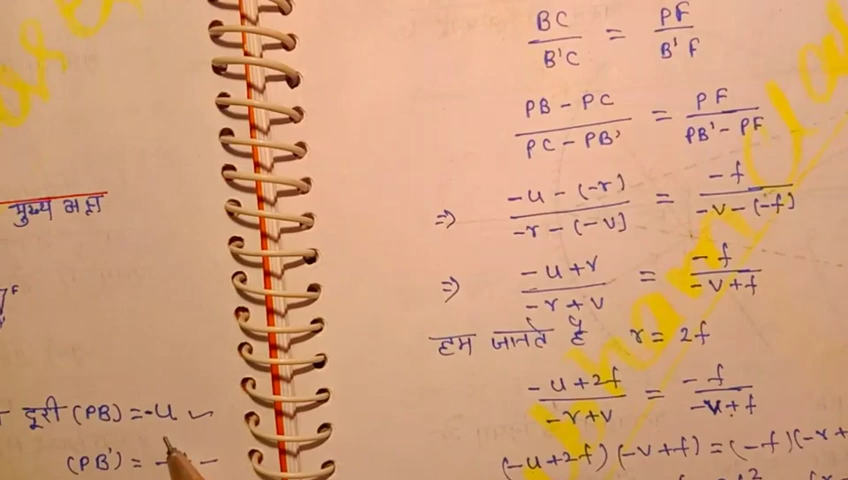 मुख्य अक्ष
F
दूरी (PB) = -u
(PB') = -
BC / B'C = PF / B'F
PB - PC / PC - PB' = PF / PB' - PF
=> -u - (-r) / -r - (-v) = -f / -v - (-f)
=> -u + r / -r + v = -f / -v + f
हम जानते है r = 2f
-u + 2f / -r + v = -f / -v + f
(-u + 2f) (-v + f) = (-f) (-r +